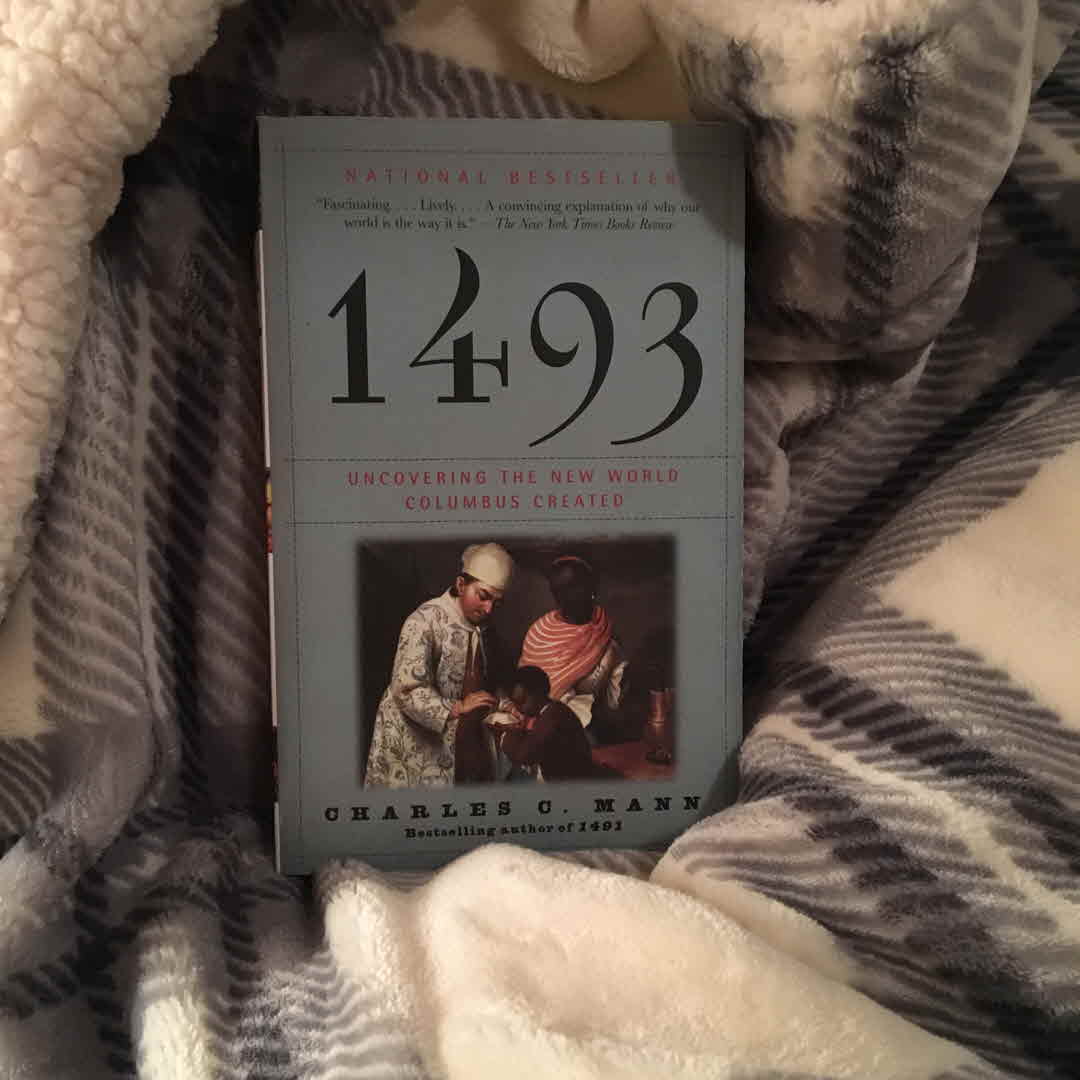 NATIONAL BESTSELLER
"Fascinating. . . . Lively. . . . A convincing explanation of why our
world is the way it is." —The New York Times Books Review
1493
UNCOVERING THE NEW WORLD
COLUMBUS CREATED
CHARLES C. MANN
Bestselling author of 1491